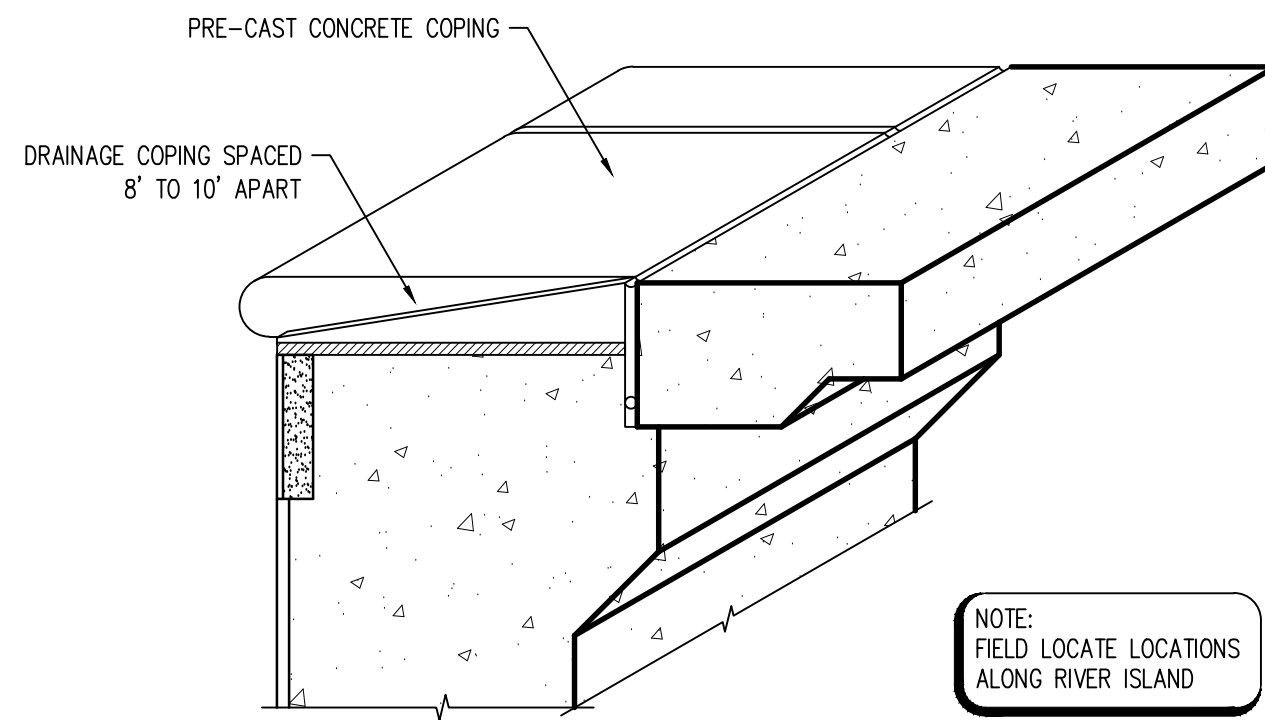 PRE-CAST CONCRETE COPING
DRAINAGE COPING SPACED
8' TO 10' APART
NOTE:
FIELD LOCATE LOCATIONS
ALONG RIVER ISLAND